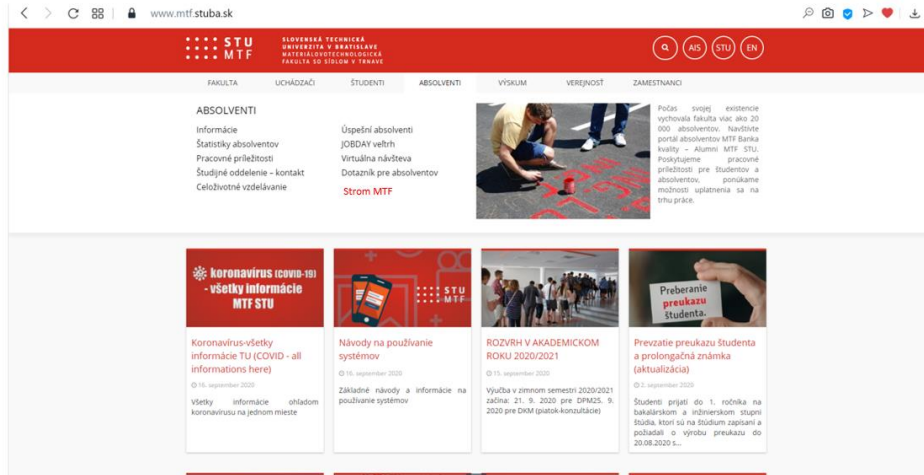 www.mtf.stuba.sk
STU
MTF
SLOVENSKÁ TECHNICKÁ
UNIVERZITA V BRATISLAVE
MATERIÁLOVOTECHNOLOGICKÁ
FAKULTA SO SÍDLOM V TRNAVE
AIS
STU
EN
FAKULTA
UCHÁDZAČI
ŠTUDENTI
ABSOLVENTI
VÝSKUM
VEREJNOSŤ
ZAMESTNANCI
ABSOLVENTI
Informácie
Štatistiky absolventov
Pracovné príležitosti
Študijné oddelenie – kontakt
Celoživotné vzdelávanie
Úspešní absolventi
JOBDAY veľtrh
Virtuálna návšteva
Dotazník pre absolventov
Strom MTF
Počas svojej existencie
vychovala fakulta viac ako 20
000 absolventov. Navštívte
portál absolventov MTF Banka
kvality – Alumni MTF STU.
Poskytujeme pracovné
príležitosti pre študentov a
absolventov, ponúkame
možnosti uplatnenia sa na
trhu práce.
koronavírus (COVID-19)
- všetky informácie
MTF STU
Koronavírus-všetky
informácie TU (COVID - all
informations here)
16. september 2020
Všetky informácie ohľadom
koronavírusu na jednom mieste
STU
MTF
Návody na používanie
systémov
16. september 2020
Základné návody a informácie na
používanie systémov
ROZVRH V AKADEMICKOM
ROKU 2020/2021
15. september 2020
Výučba v zimnom semestri 2020/2021
začína: 21. 9. 2020 pre DPM25. 9.
2020 pre DKM (piatok-konzultácie)
Preberanie
preukazu
študenta.
Prevzatie preukazu študenta
a prolongačná známka
(aktualizácia)
2. september 2020
Študenti prijatí do 1. ročníka na
bakalárskom a inžinierskom stupni
štúdia, ktorí sú na štúdium zapísaní a
požiadali o výrobu preukazu do
20.08.2020 s...